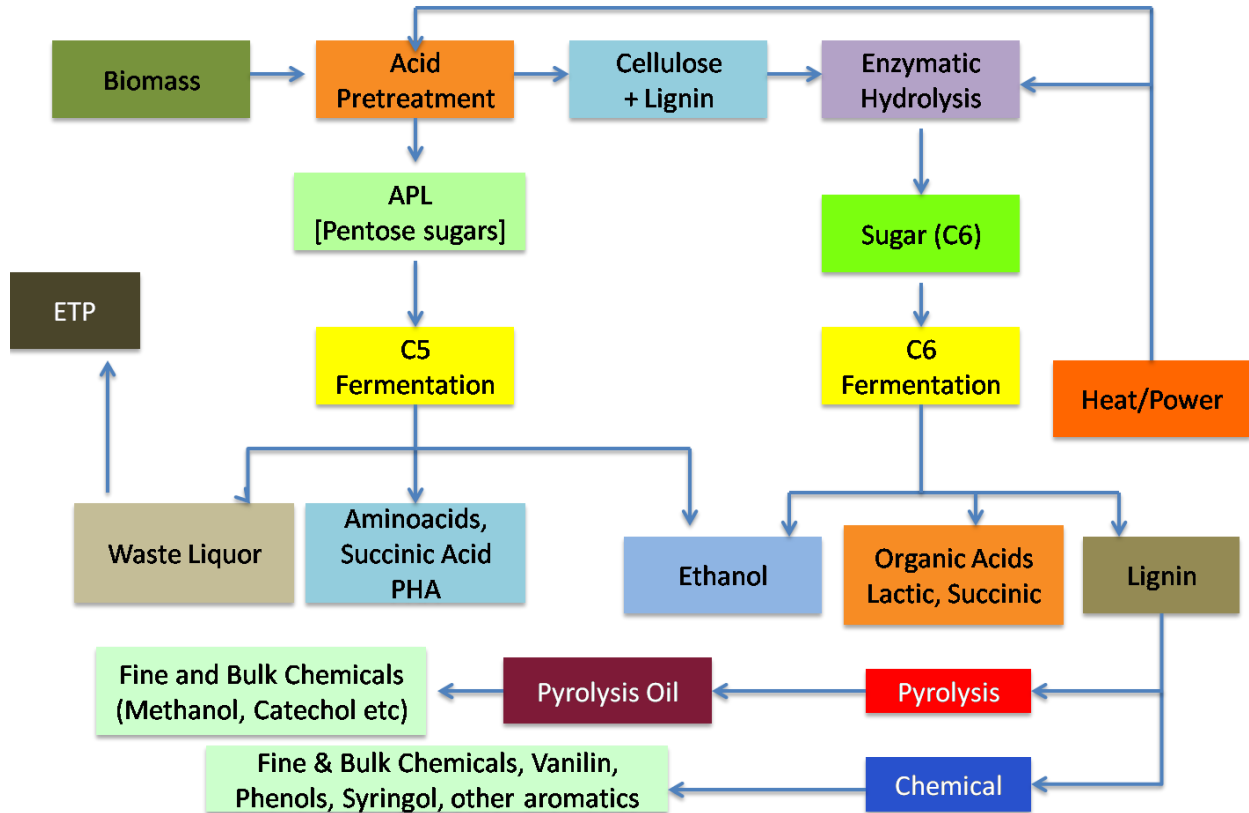 Biomass
Acid
Pretreatment
Cellulose
+ Lignin
Enzymatic
Hydrolysis
APL
[Pentose sugars]
Sugar (C6)
ETP
C5
Fermentation
C6
Fermentation
Heat/Power
Waste Liquor
Aminoacids,
Succinic Acid
PHA
Ethanol
Organic Acids
Lactic, Succinic
Lignin
Fine and Bulk Chemicals
(Methanol, Catechol etc)
Pyrolysis Oil
Pyrolysis
Fine & Bulk Chemicals, Vanilin,
Phenols, Syringol, other aromatics
Chemical